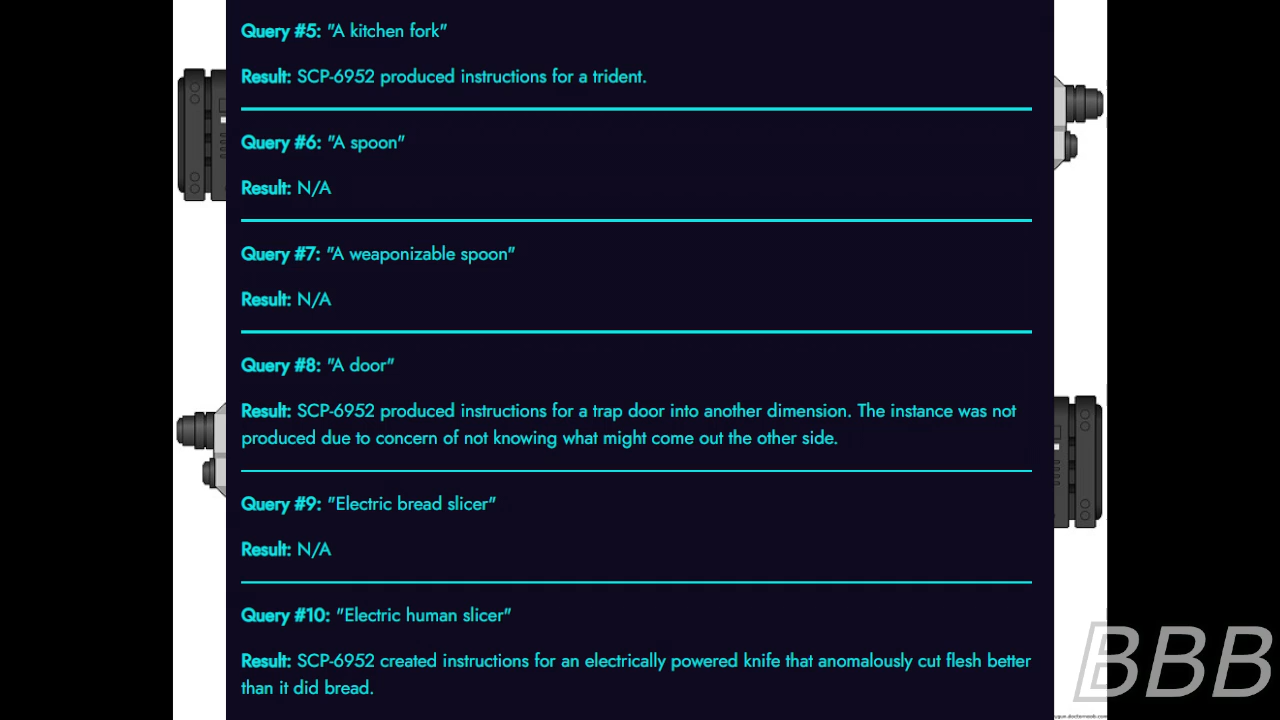 Query #5: "A kitchen fork"
Result: SCP-6952 produced instructions for a trident.
Query #6: "A spoon"
Result: N/A
Query #7: "A weaponizable spoon"
Result: N/A
Query #8: "A door"
Result: SCP-6952 produced instructions for a trap door into another dimension. The instance was not
produced due to concern of not knowing what might come out the other side.
Query #9: "Electric bread slicer"
Result: N/A
Query #10: "Electric human slicer"
Result: SCP-6952 created instructions for an electrically powered knife that anomalously cut flesh better
than it did bread.
BBB